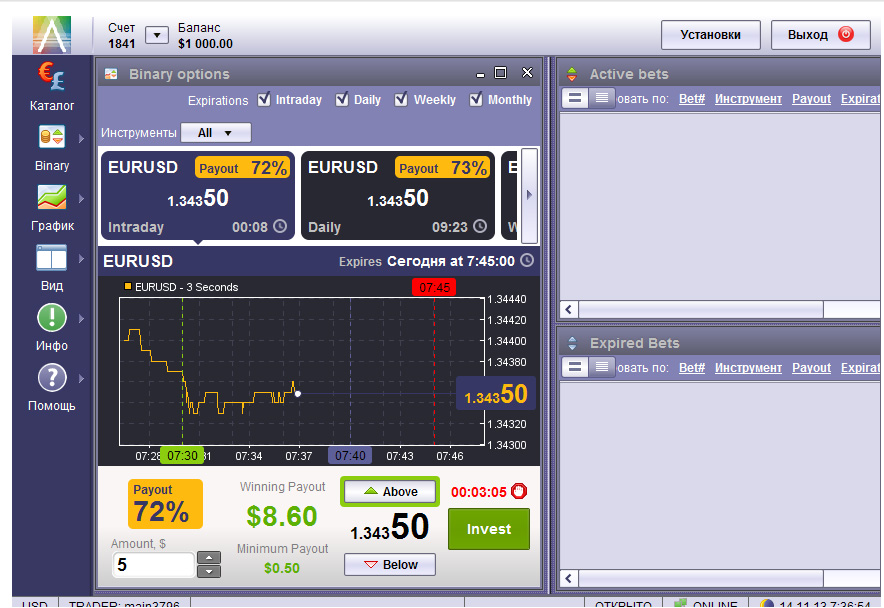 Счет
1841
Баланс
$1 000.00
Установки
Выход
Каталог
Binary
График
Вид
Инфо
Помощь
Binary options
Expirations Intraday Daily Weekly Monthly
Инструменты All
EURUSD Payout 72%
1.34350
Intraday 00:08
EURUSD Payout 73%
1.34350
Daily 09:23
E
W
EURUSD Expires Сегодня at 7:45:00
EURUSD - 3 Seconds
07:45
1.34440
1.34420
1.34400
1.34380
1.34350
1.34320
1.34300
07:28 07:30 31 07:34 07:37 07:40 07:43 07:46
Payout
72%
Amount, $
5
Winning Payout
$8.60
Minimum Payout
$0.50
Above
1.34350
Below
00:03:05
Invest
Active bets
овать по: Bet# Инструмент Payout Expirat
Expired Bets
овать по: Bet# Инструмент Payout Expirat
USD TRADER: main3796 ОТКРЫТО ONLINE 14.11.13 7:36:54